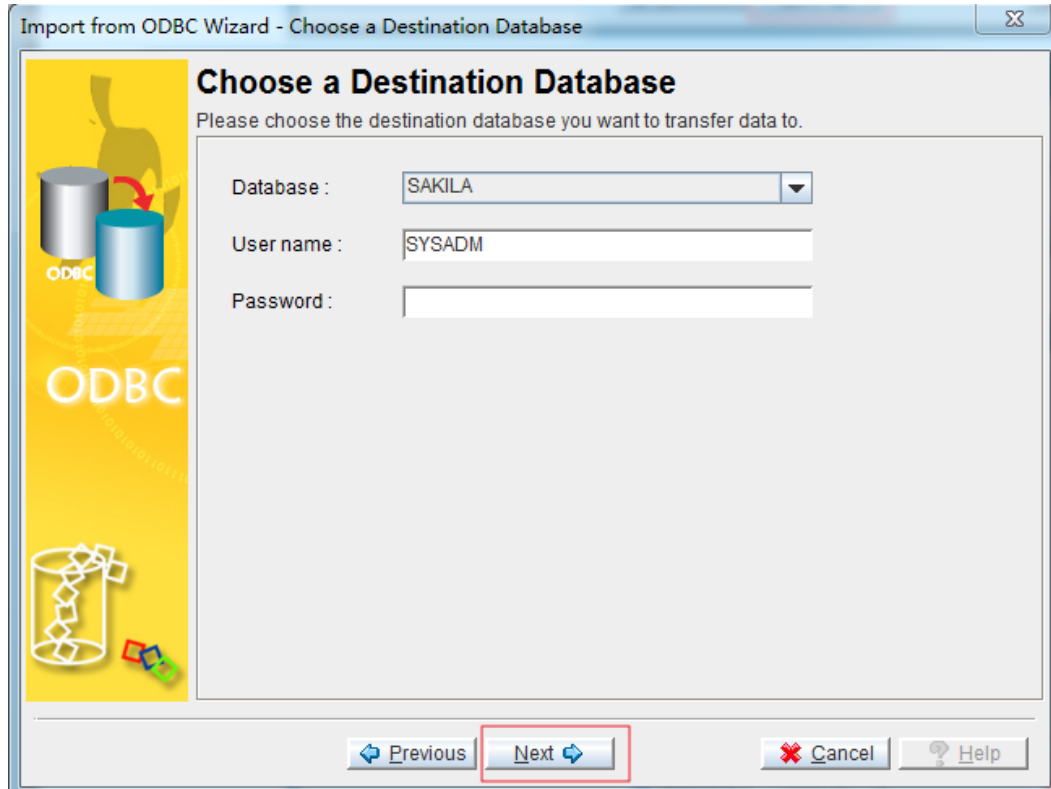 Import from ODBC Wizard - Choose a Destination Database
Choose a Destination Database
Please choose the destination database you want to transfer data to.
Database : SAKILA
User name : SYSADM
Password :
ODBC
ODBC
Previous Next Cancel Help